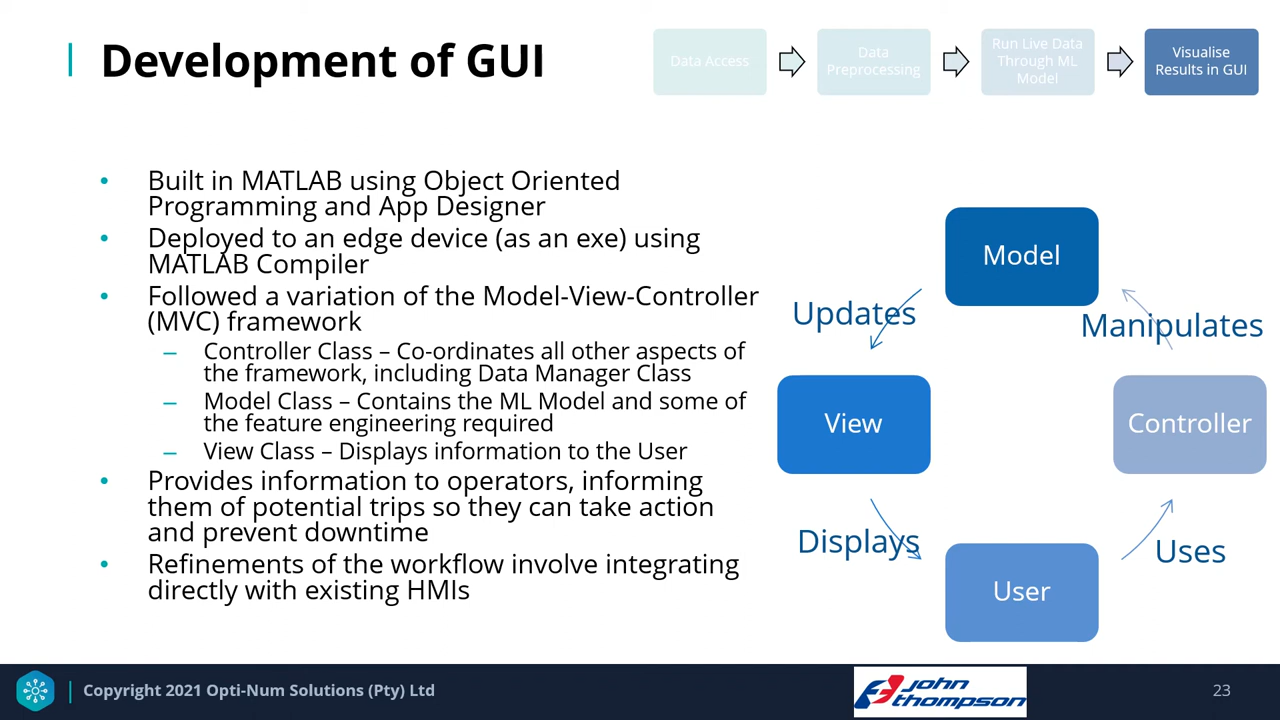 Development of GUI
Data Access
Data
Preprocessing
Run Live Data
Through ML
Model
Visualise
Results in GUI
• Built in MATLAB using Object Oriented
Programming and App Designer
• Deployed to an edge device (as an exe) using
MATLAB Compiler
• Followed a variation of the Model-View-Controller
(MVC) framework
– Controller Class – Co-ordinates all other aspects of
the framework, including Data Manager Class
– Model Class – Contains the ML Model and some of
the feature engineering required
– View Class – Displays information to the User
• Provides information to operators, informing
them of potential trips so they can take action
and prevent downtime
• Refinements of the workflow involve integrating
directly with existing HMIs
Model
Updates
Manipulates
View
Controller
Displays
Uses
User
Copyright 2021 Opti-Num Solutions (Pty) Ltd
john
thompson
23